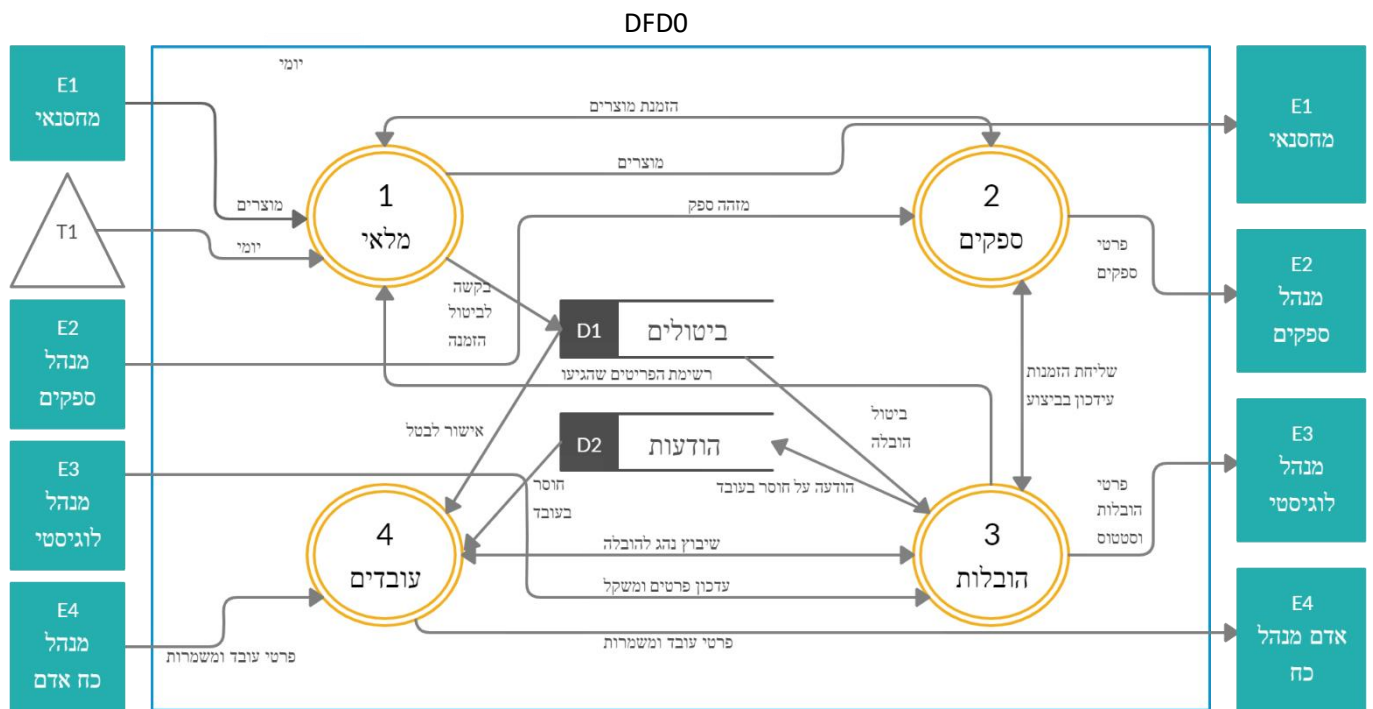 DFD0
יומי
E1
מחסנאי
T1
E2
מנהל
ספקים
E3
מנהל
לוגיסטי
E4
מנהל
כח אדם
הזמנת מוצרים
מוצרים
מוצרים
יומי
1
מלאי
מזהה ספק
2
ספקים
פרטי
ספקים
בקשה
לביטול
הזמנה
D1
ביטולים
רשימת הפריטים שהגיעו
שליחת הזמנות
עידכון בביצוע
אישור לבטל
ביטול
הובלה
D2
הודעות
חוסר
בעובד
הודעה על חוסר בעובד
פרטי
הובלות
וסטטוס
4
עובדים
שיבוץ נהג להובלה
3
הובלות
עדכון פרטים ומשקל
פרטי עובד ומשמרות
פרטי עובד ומשמרות
E1
מחסנאי
E2
מנהל
ספקים
E3
מנהל
לוגיסטי
E4
אדם מנהל
כח